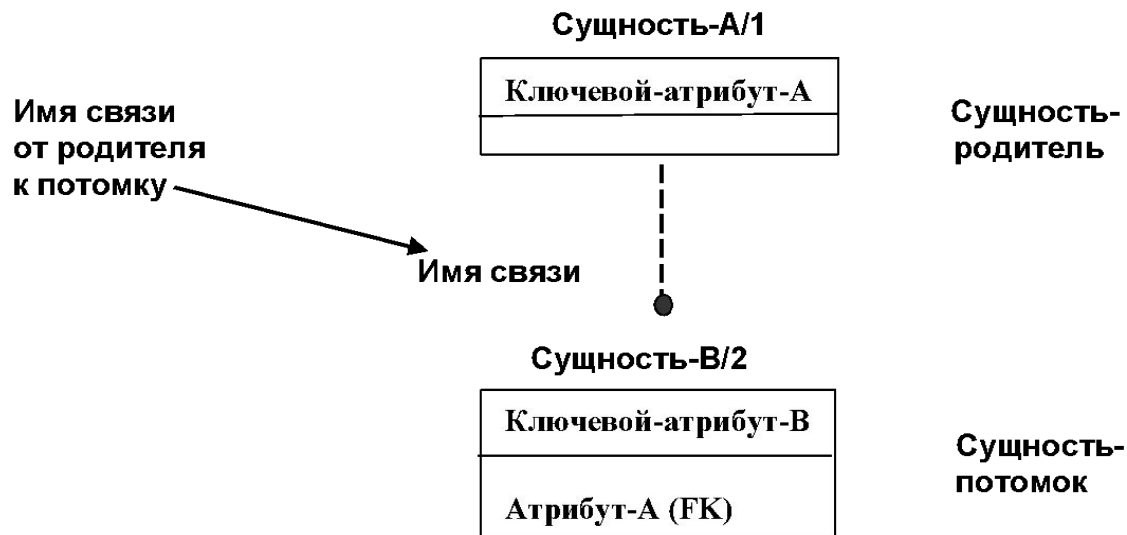 Сущность-А/1
Ключевой-атрибут-А
Имя связи
от родителя
к потомку
Сущность-
родитель
Имя связи
Сущность-В/2
Ключевой-атрибут-В
Атрибут-А (FK)
Сущность-
потомок